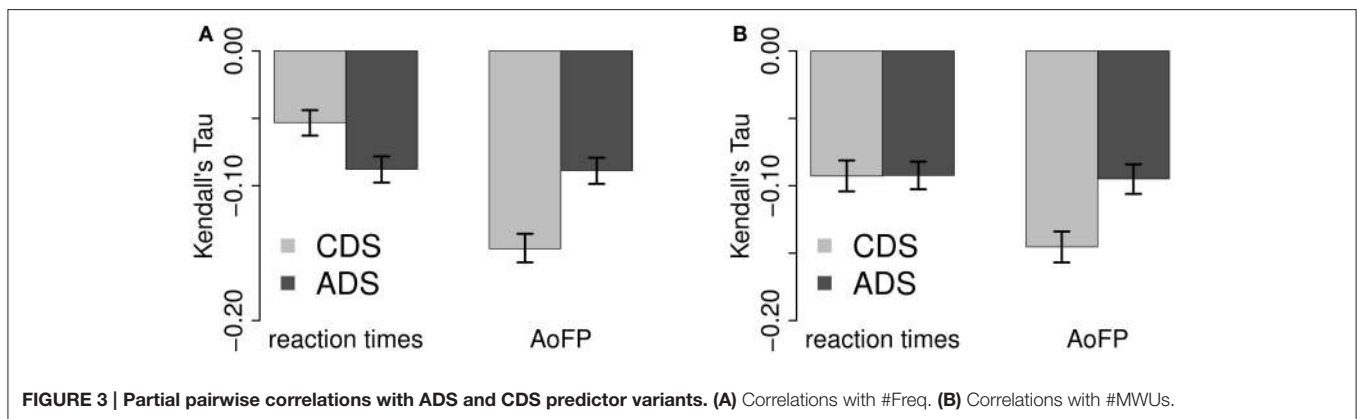 A
0.00
−0.10
−0.20
Kendall's Tau
CDS
ADS
reaction times
AoFP
B
0.00
−0.10
−0.20
Kendall's Tau
CDS
ADS
reaction times
AoFP
FIGURE 3 | Partial pairwise correlations with ADS and CDS predictor variants. (A) Correlations with #Freq. (B) Correlations with #MWUs.